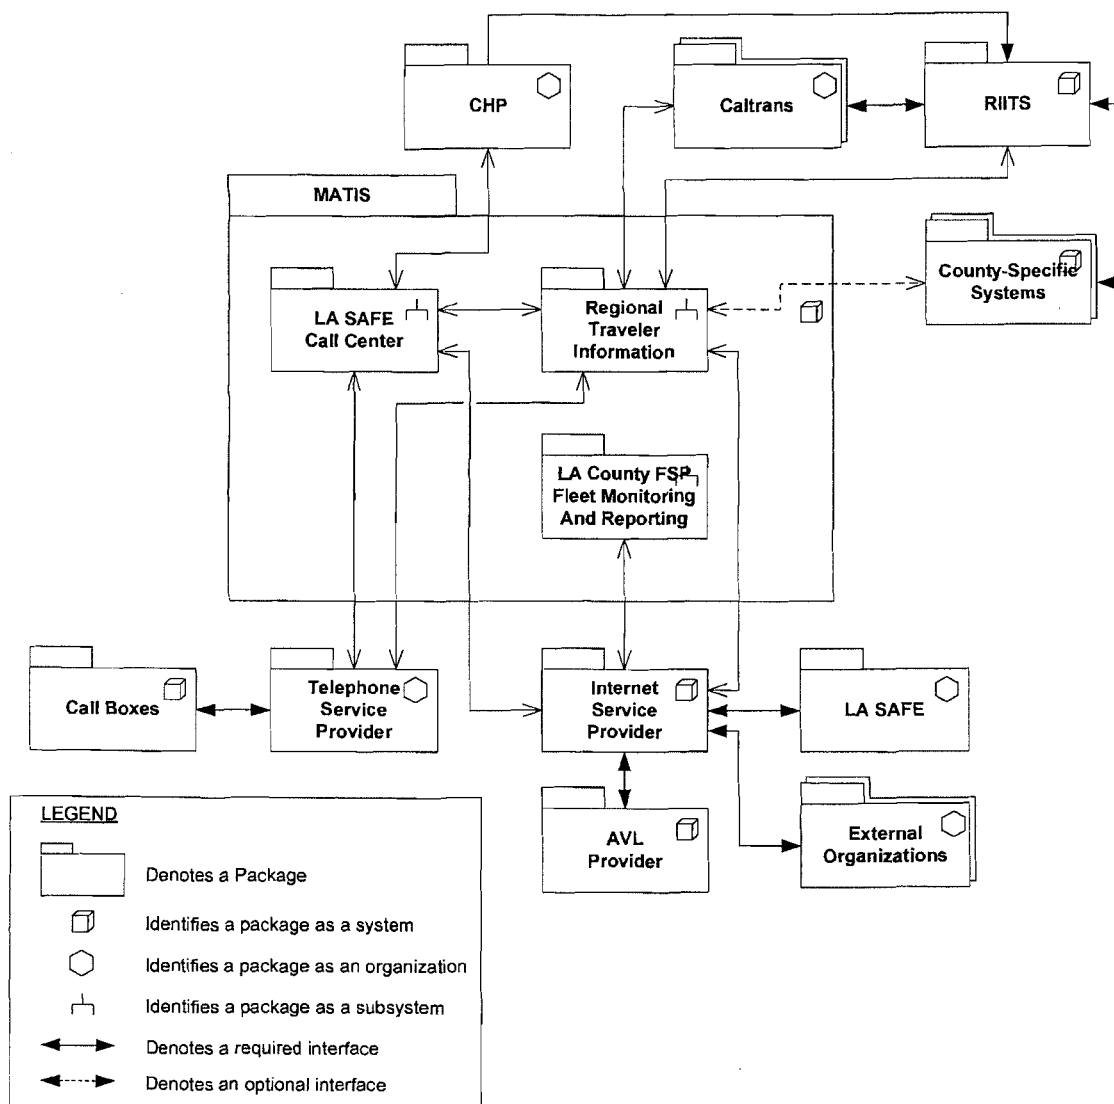 CHP
Caltrans
RIITS
MATIS
County-Specific
Systems
LA SAFE
Call Center
Regional
Traveler
Information
LA County FSP
Fleet Monitoring
And Reporting
Call Boxes
Telephone
Service
Provider
Internet
Service
Provider
LA SAFE
AVL
Provider
External
Organizations
LEGEND
Denotes a Package
Identifies a package as a system
Identifies a package as an organization
Identifies a package as a subsystem
Denotes a required interface
Denotes an optional interface